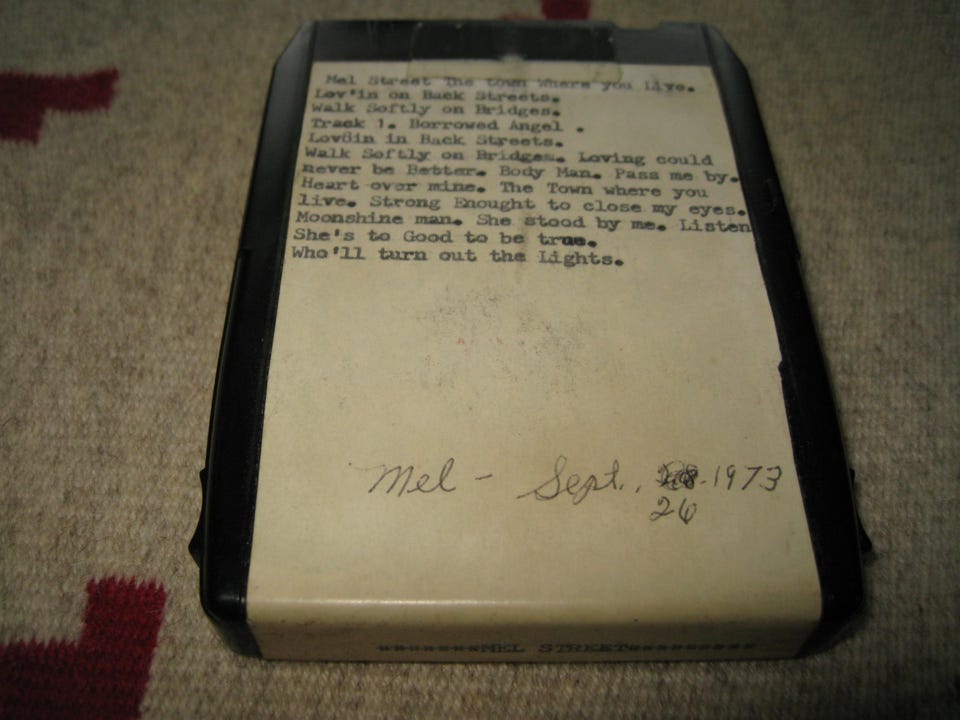 Mel Street The town Where you Live.
Lov'in on Back Streets.
Walk Softly on Bridges.
Track 1. Borrowed Angel .
Lov8in in Back Streets.
Walk Softly on Bridges. Loving could
never be Better. Body Man. Pass me by.
Heart over mine. The Town where you
live. Strong Enought to close my eyes.
Moonshine man. She stood by me. Listen
She's to Good to be true.
Who'll turn out the Lights.
Mel - Sept., 1973
26
********MEL STREET**********